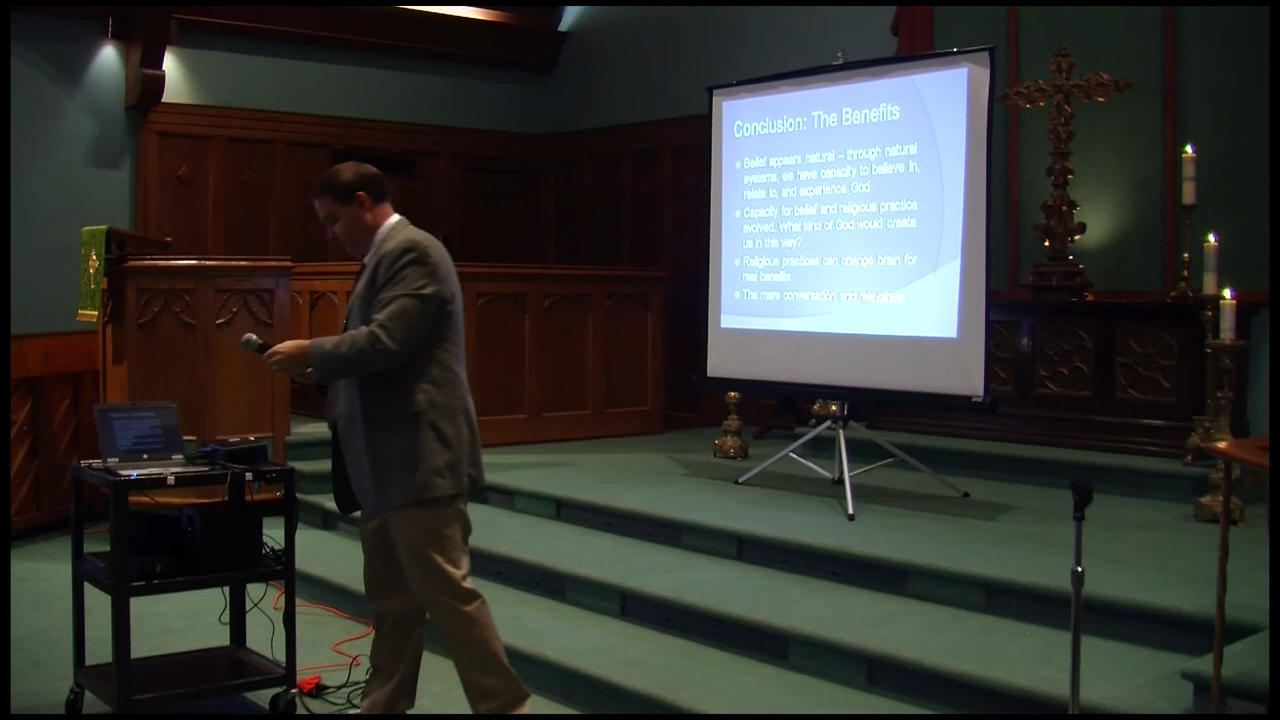 Conclusion: The Benefits
Belief appears natural – through natural
systems, we have capacity to believe in,
relate to, and experience God
Capacity for belief and religious practice
evolved. What kind of God would create
us in this way?
Religious practices can change brain for
real benefits
The mere conversation and relevance